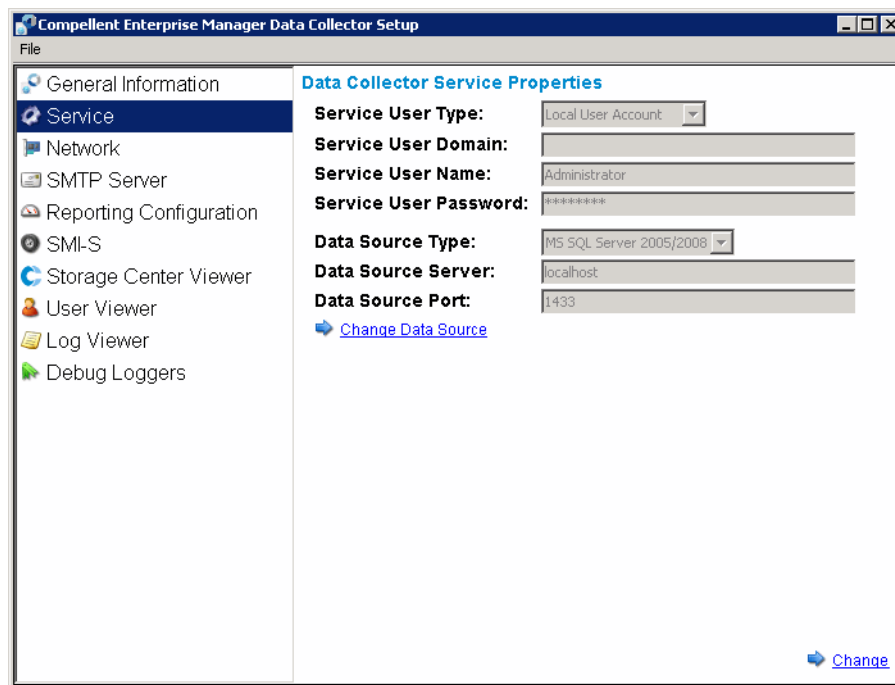 Compellent Enterprise Manager Data Collector Setup
File
General Information
Service
Network
SMTP Server
Reporting Configuration
SMI-S
Storage Center Viewer
User Viewer
Log Viewer
Debug Loggers
Data Collector Service Properties
Service User Type: Local User Account
Service User Domain:
Service User Name: Administrator
Service User Password: ********
Data Source Type: MS SQL Server 2005/2008
Data Source Server: localhost
Data Source Port: 1433
Change Data Source
Change